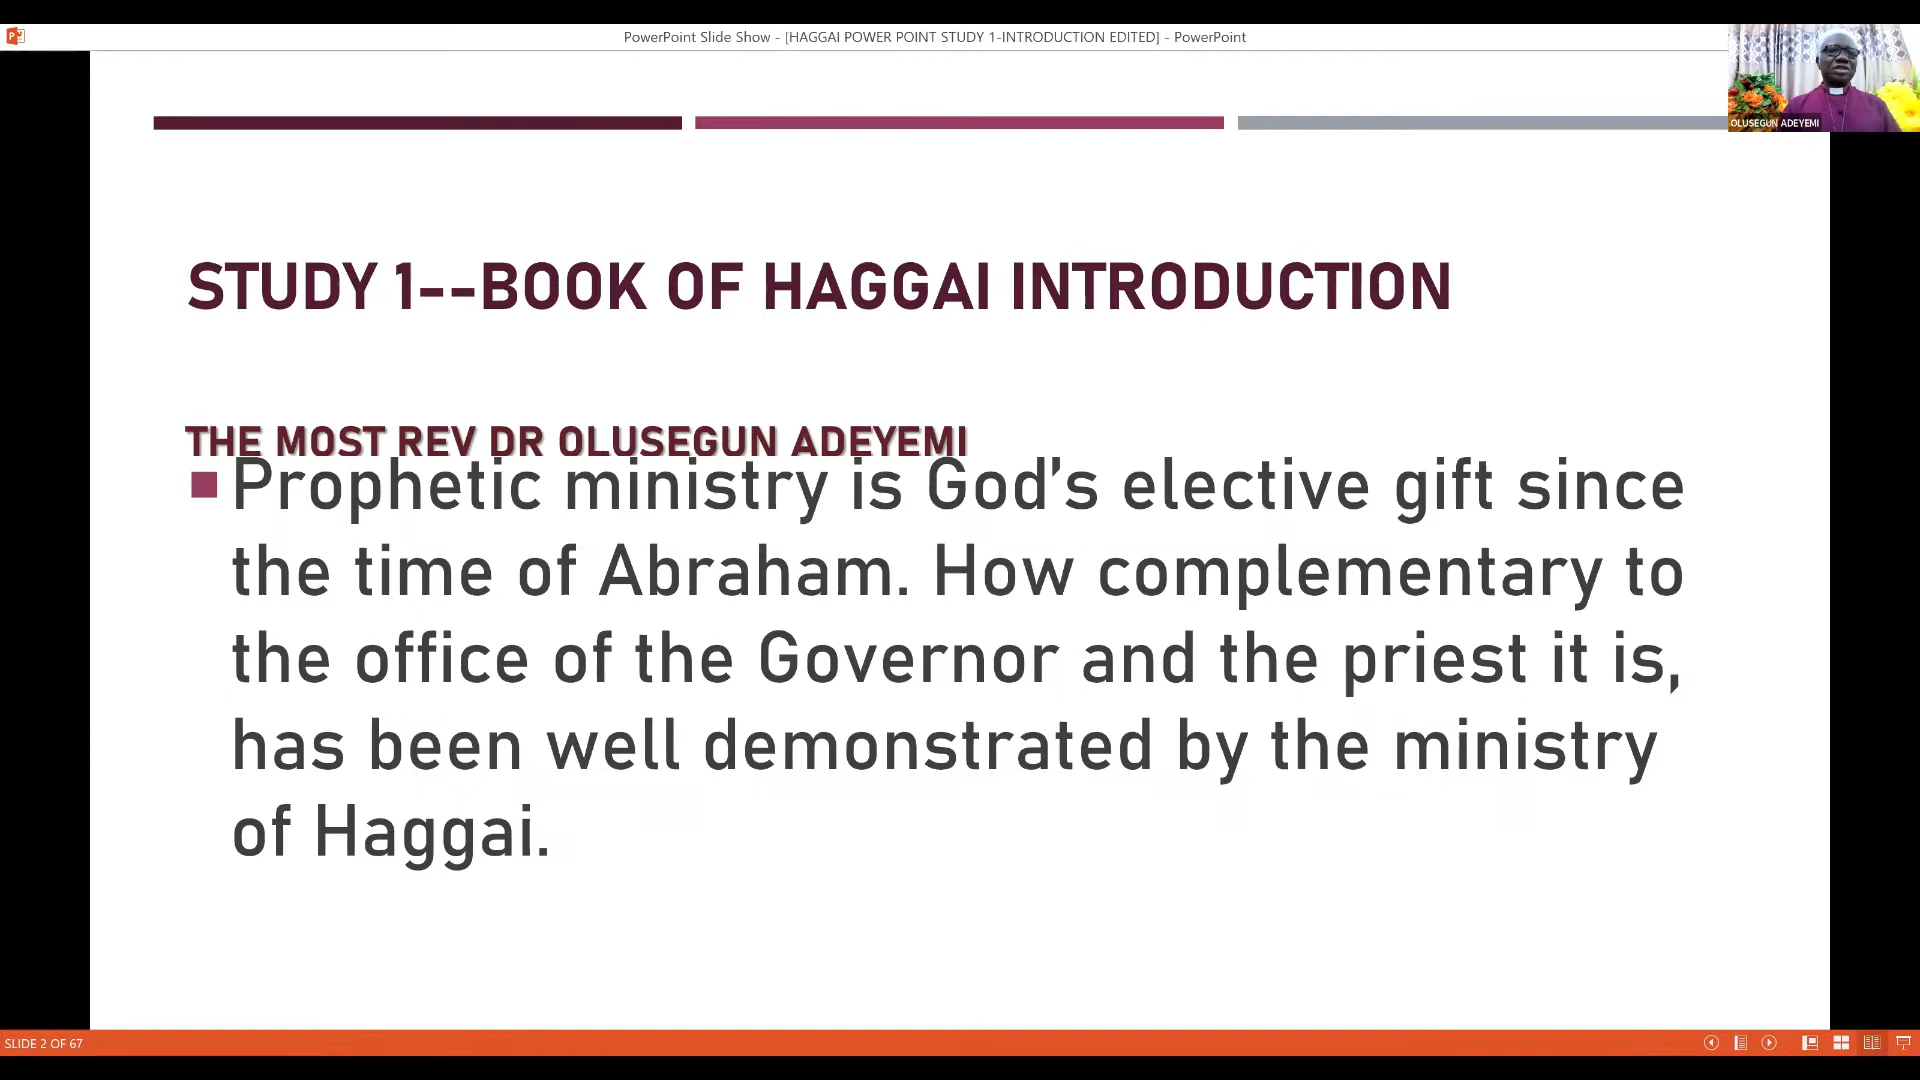 PowerPoint Slide Show - [HAGGAI POWER POINT STUDY 1-INTRODUCTION EDITED] - PowerPoint
OLUSEGUN ADEYEMI
STUDY 1--BOOK OF HAGGAI INTRODUCTION
THE MOST REV DR OLUSEGUN ADEYEMI
Prophetic ministry is God’s elective gift since
the time of Abraham. How complementary to
the office of the Governor and the priest it is,
has been well demonstrated by the ministry
of Haggai.
SLIDE 2 OF 67